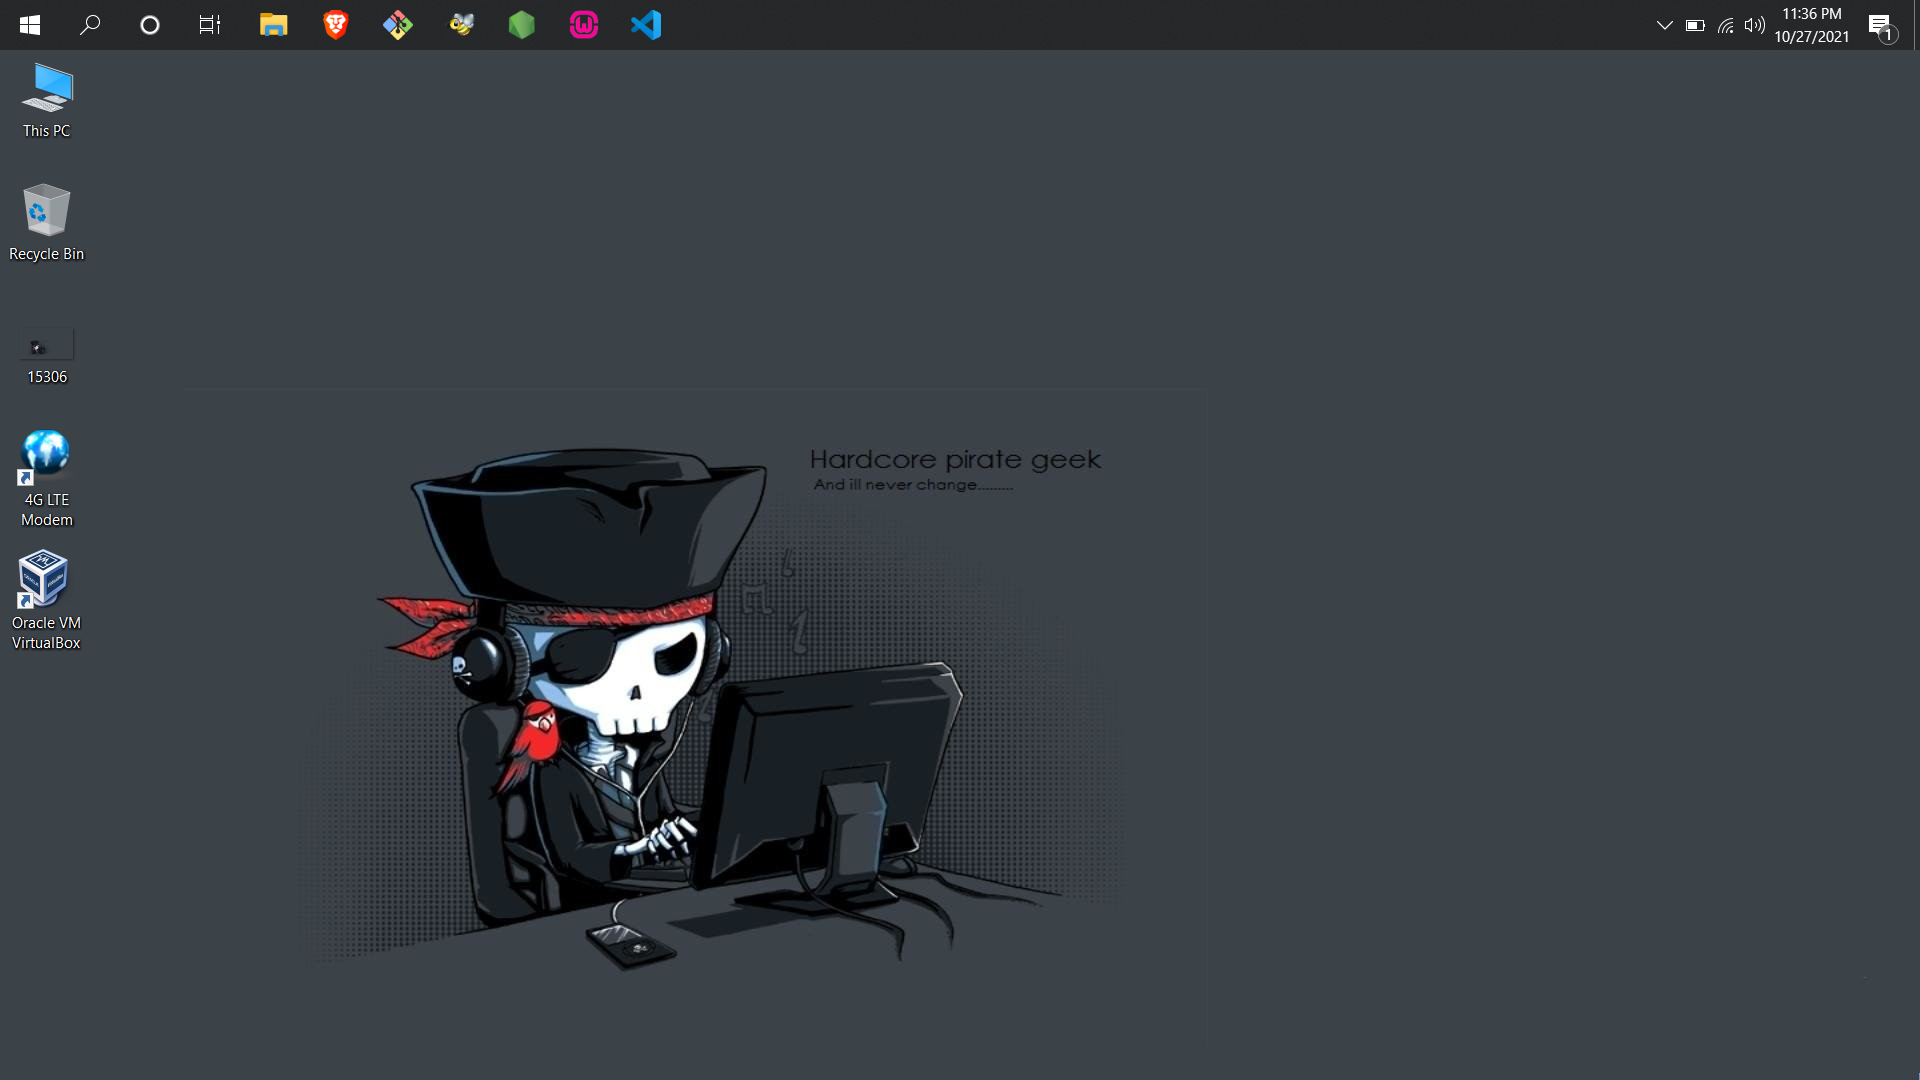 11:36 PM
10/27/2021
1
This PC
Recycle Bin
15306
4G LTE
Modem
Oracle VM
VirtualBox
Hardcore pirate geek
And ill never change.........